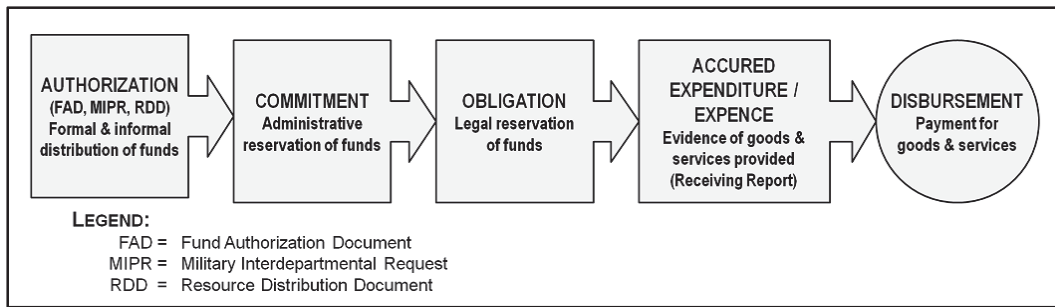 AUTHORIZATION
(FAD, MIPR, RDD)
Formal & informal
distribution of funds
COMMITMENT
Administrative
reservation of funds
OBLIGATION
Legal reservation
of funds
ACCURED
EXPENDITURE /
EXPENCE
Evidence of goods &
services provided
(Receiving Report)
DISBURSEMENT
Payment for
goods & services
LEGEND:
FAD = Fund Authorization Document
MIPR = Military Interdepartmental Request
RDD = Resource Distribution Document